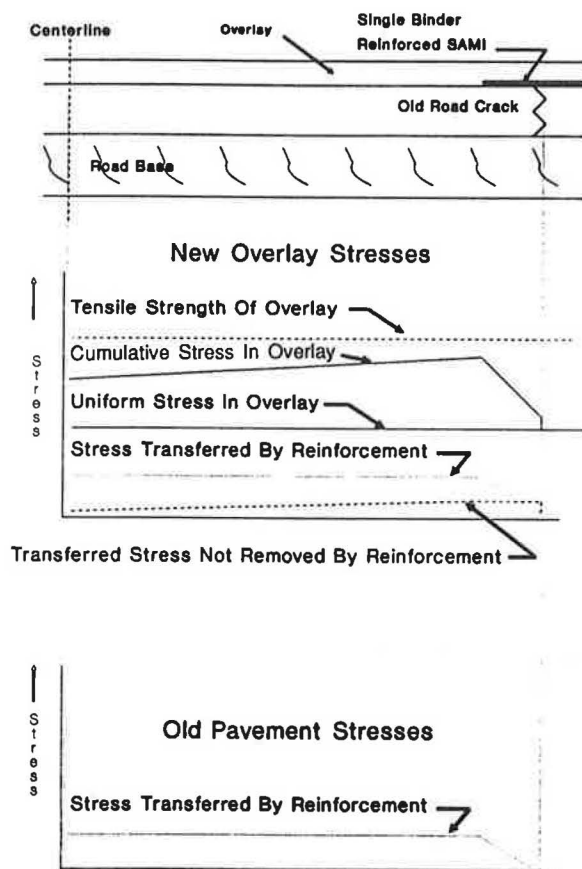 Centerline
Overlay
Single Binder
Reinforced SAMI
Old Road Crack
Road Base
New Overlay Stresses
Tensile Strength Of Overlay
Cumulative Stress In Overlay
Stress
Uniform Stress In Overlay
Stress Transferred By Reinforcement
Transferred Stress Not Removed By Reinforcement
Stress
Old Pavement Stresses
Stress Transferred By Reinforcement